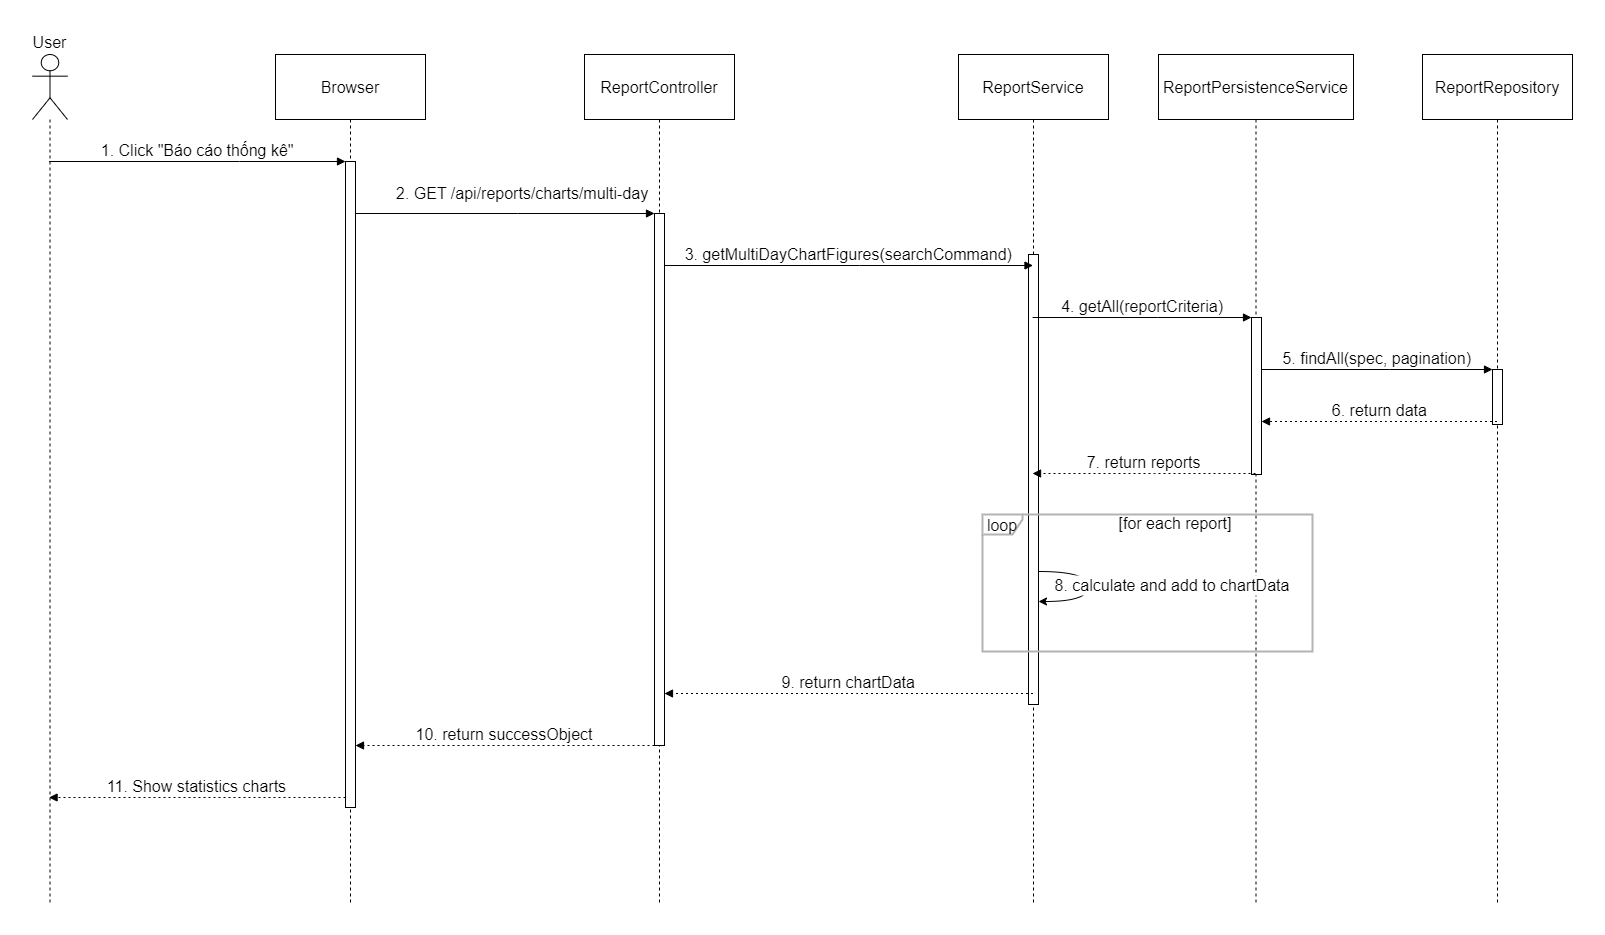 User
Browser
ReportController
ReportService
ReportPersistenceService
ReportRepository
1. Click "Báo cáo thống kê"
2. GET /api/reports/charts/multi-day
3. getMultiDayChartFigures(searchCommand)
4. getAll(reportCriteria)
5. findAll(spec, pagination)
6. return data
7. return reports
loop
[for each report]
8. calculate and add to chartData
9. return chartData
10. return successObject
11. Show statistics charts